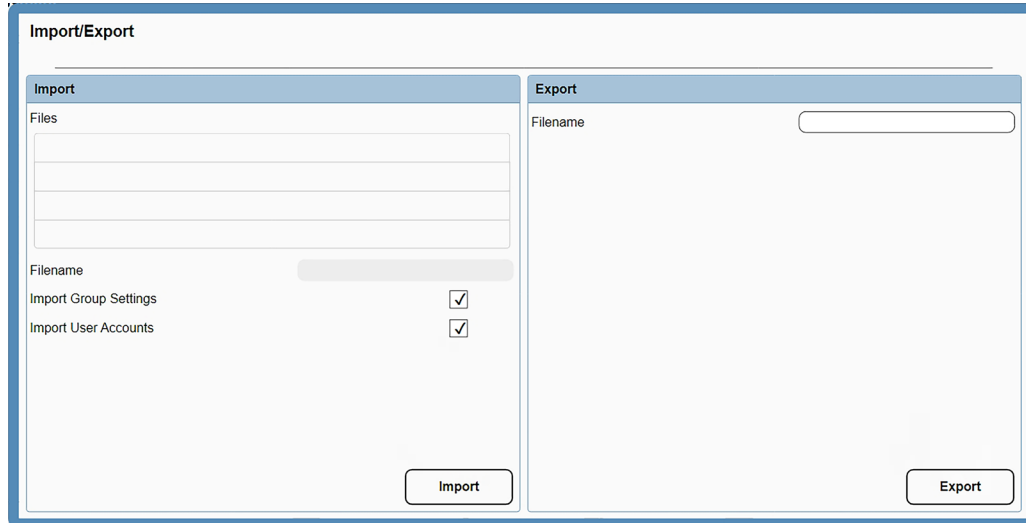 Import/Export
Import
Files
Filename
Import Group Settings
Import User Accounts
Import
Export
Filename
Export